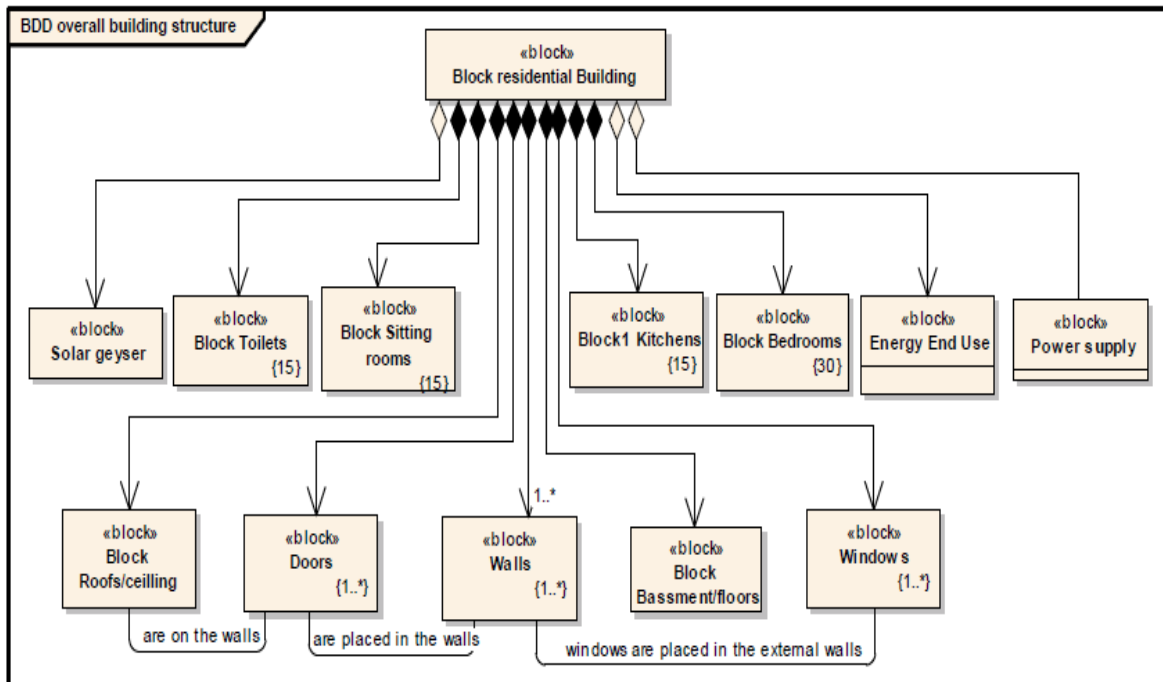 BDD overall building structure
«block»
Block residential Building
«block»
Solar geyser
«block»
Block Toilets
{15}
«block»
Block Sitting
rooms
{15}
«block»
Block1 Kitchens
{15}
«block»
Block Bedrooms
{30}
«block»
Energy End Use
«block»
Power supply
1..*
«block»
Block
Roofs/ceilling
«block»
Doors
{1..*}
«block»
Walls
{1..*}
«block»
Block
Bassment/floors
«block»
Windows
{1..*}
are on the walls
are placed in the walls
windows are placed in the external walls